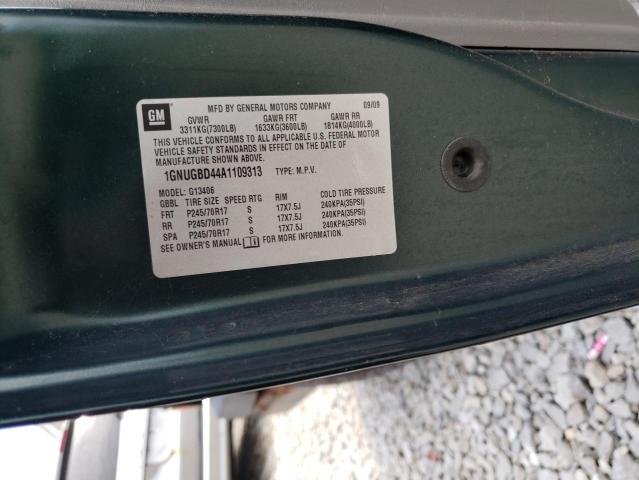 GM
MFD BY GENERAL MOTORS COMPANY 09/09
GVWR GAWR FRT GAWR RR
3311KG(7300LB) 1633KG(3600LB) 1814KG(4000LB)
THIS VEHICLE CONFORMS TO ALL APPLICABLE U.S. FEDERAL MOTOR
VEHICLE SAFETY STANDARDS IN EFFECT ON THE DATE OF
MANUFACTURE SHOWN ABOVE.
1GNUGBD44A1109313 TYPE: M.P.V.
MODEL: G13406
GBBL TIRE SIZE SPEED RTG RIM COLD TIRE PRESSURE
FRT P245/70R17 S 17X7.5J 240KPA(35PSI)
RR P245/70R17 S 17X7.5J 240KPA(35PSI)
SPA P245/70R17 S 17X7.5J 240KPA(35PSI)
SEE OWNER'S MANUAL FOR MORE INFORMATION.